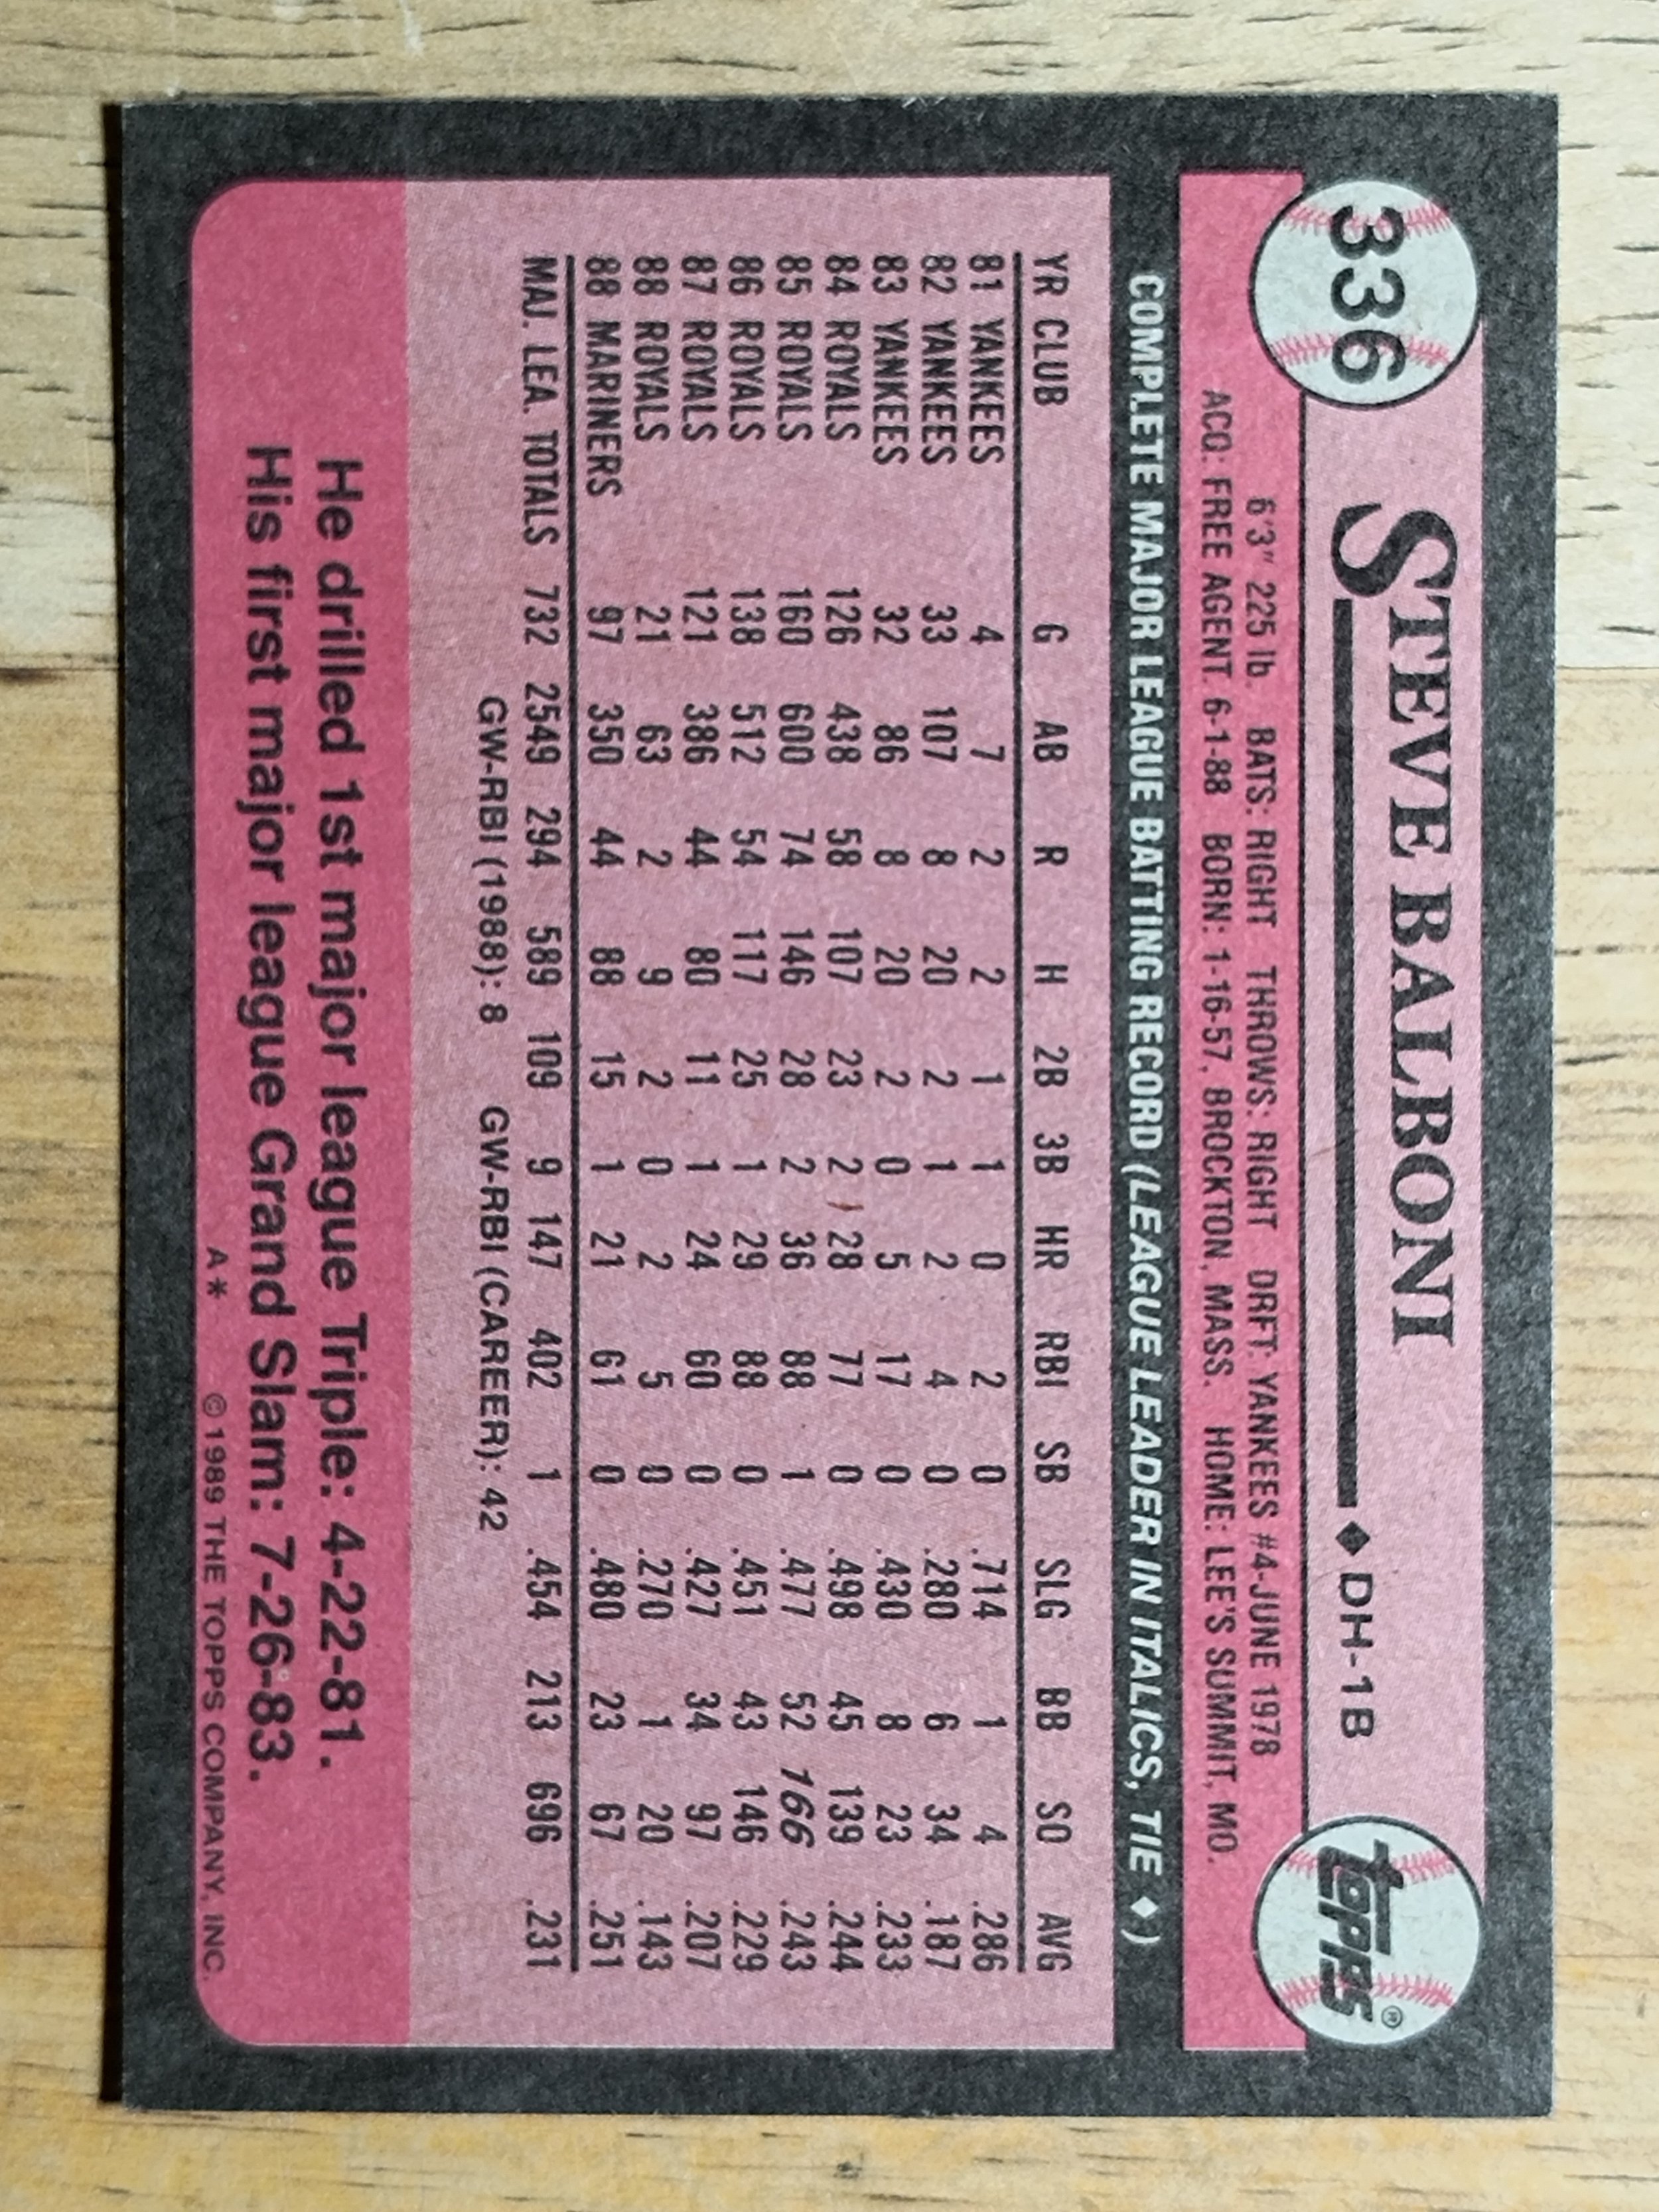 336 STEVE BALBONI ◆DH-1B topps®
6'3" 225 lb. BATS: RIGHT THROWS: RIGHT DRFT: YANKEES #4-JUNE 1978
ACQ: FREE AGENT, 6-1-88 BORN: 1-16-57, BROCKTON, MASS. HOME: LEE'S SUMMIT, MO.
COMPLETE MAJOR LEAGUE BATTING RECORD (LEAGUE LEADER IN ITALICS, TIE ◆)
YR CLUB G AB R H 2B 3B HR RBI SB SLG BB SO AVG
81 YANKEES 4 7 2 2 1 1 0 2 0 .714 1 4 .286
82 YANKEES 33 107 8 20 2 1 2 4 0 .280 6 34 .187
83 YANKEES 32 86 8 20 2 0 5 17 0 .430 8 23 .233
84 ROYALS 126 438 58 107 23 2 28 77 0 .498 45 139 .244
85 ROYALS 160 600 74 146 28 2 36 88 1 .477 52 166 .243
86 ROYALS 138 512 54 117 25 1 29 88 0 .451 43 146 .229
87 ROYALS 121 386 44 80 11 1 24 60 0 .427 34 97 .207
88 ROYALS 21 63 2 9 2 0 2 5 0 .270 1 20 .143
88 MARINERS 97 350 44 88 15 1 21 61 0 .480 23 67 .251
MAJ. LEA. TOTALS 732 2549 294 589 109 9 147 402 1 .454 213 696 .231
GW-RBI (1988): 8 GW-RBI (CAREER): 42
He drilled 1st major league Triple: 4-22-81.
His first major league Grand Slam: 7-26-83.
A* © 1989 THE TOPPS COMPANY, INC.